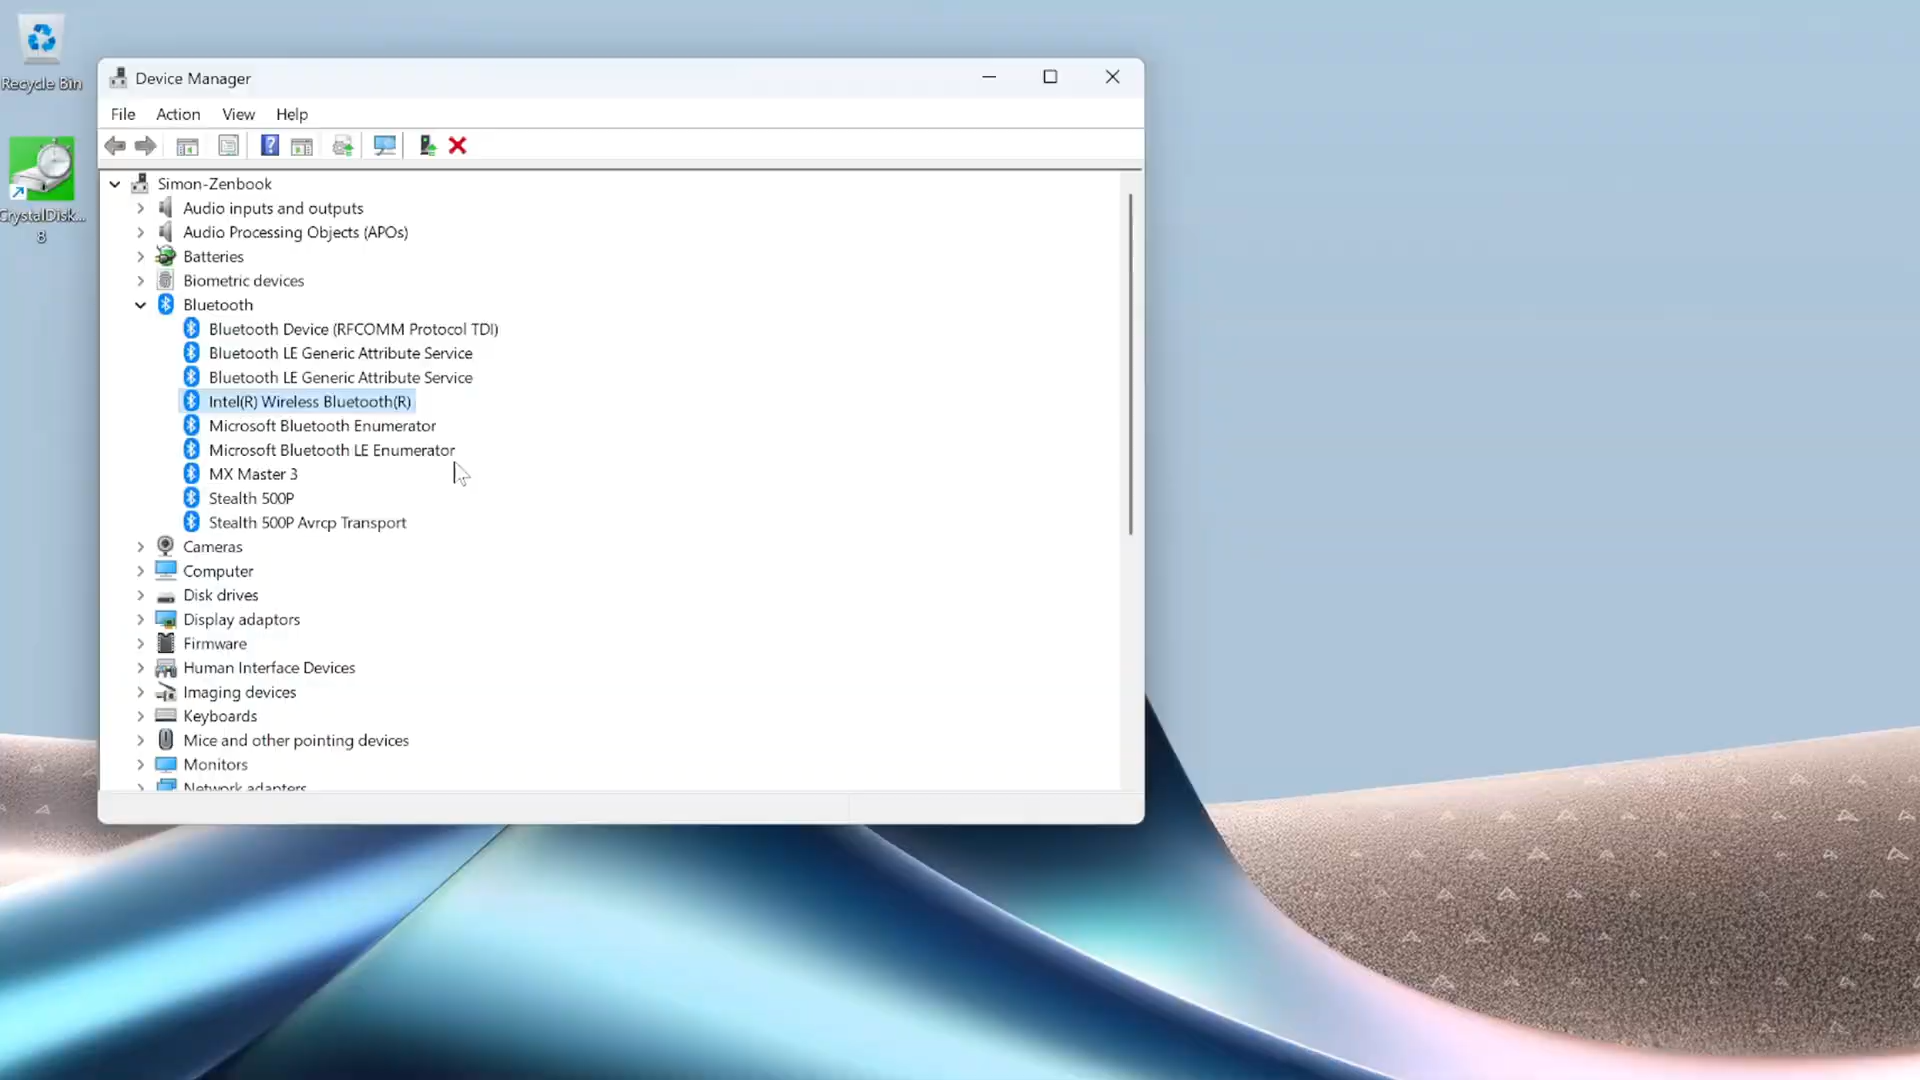 Recycle Bin
CrystalDisk...
8
Device Manager
File Action View Help
Simon-Zenbook
Audio inputs and outputs
Audio Processing Objects (APOs)
Batteries
Biometric devices
Bluetooth
Bluetooth Device (RFCOMM Protocol TDI)
Bluetooth LE Generic Attribute Service
Bluetooth LE Generic Attribute Service
Intel(R) Wireless Bluetooth(R)
Microsoft Bluetooth Enumerator
Microsoft Bluetooth LE Enumerator
MX Master 3
Stealth 500P
Stealth 500P Avrcp Transport
Cameras
Computer
Disk drives
Display adaptors
Firmware
Human Interface Devices
Imaging devices
Keyboards
Mice and other pointing devices
Monitors
Network adapters